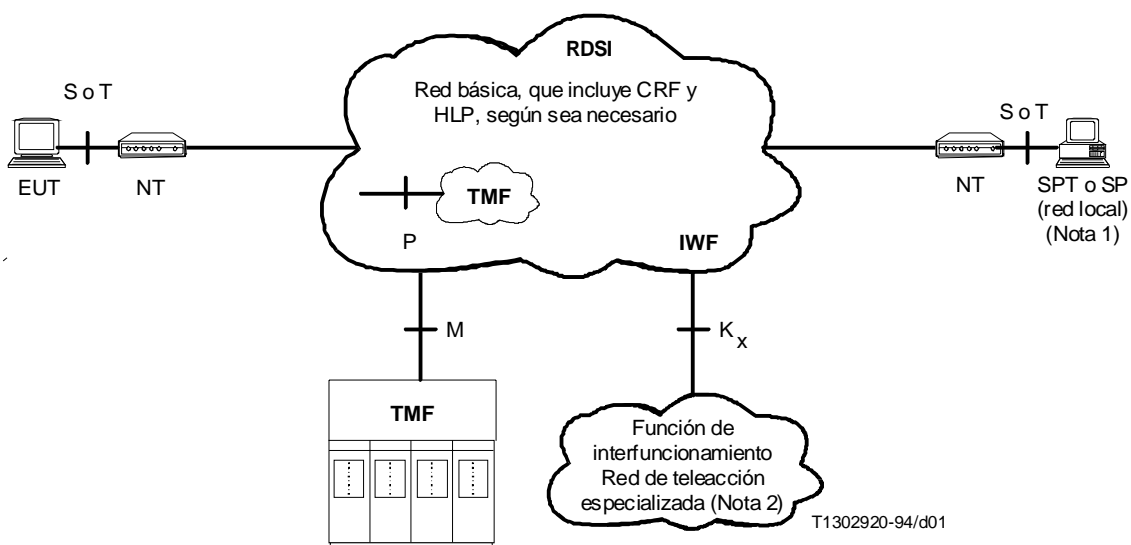 RDSI
Red básica, que incluye CRF y
HLP, según sea necesario
S o T
EUT
NT
S o T
NT
SPT o SP
(red local)
(Nota 1)
TMF
P
IWF
M
K x
TMF
Función de
interfuncionamiento
Red de teleacción
especializada (Nota 2)
T1302920-94/d01